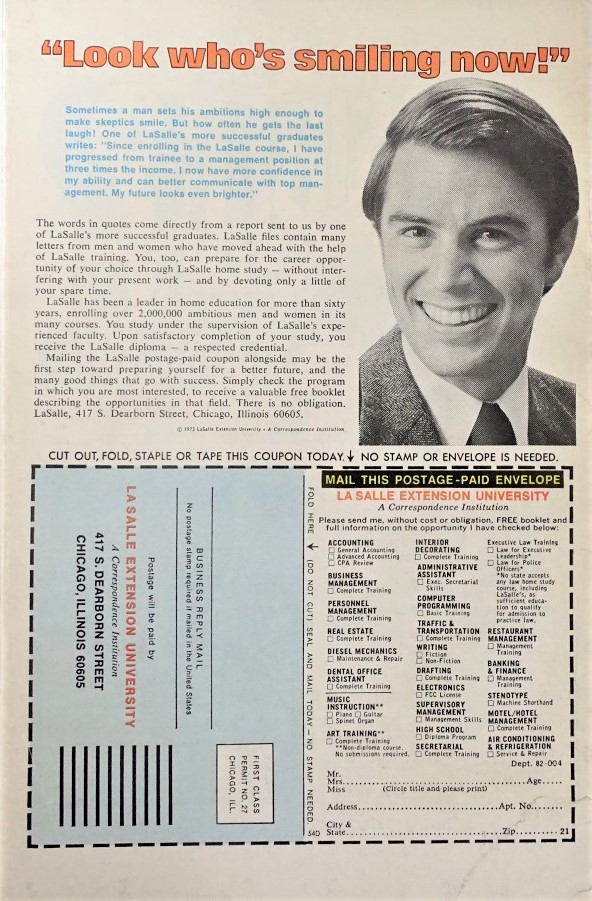 “Look who’s smiling now!”
Sometimes a man sets his ambitions high enough to
make skeptics smile. But how often he gets the last
laugh! One of LaSalle's more successful graduates
writes: "Since enrolling in the LaSalle course, I have
progressed from trainee to a management position at
three times the income. I now have more confidence in
my ability and can better communicate with top man-
agement. My future looks even brighter."
The words in quotes come directly from a report sent to us by one
of LaSalle's more successful graduates. LaSalle files contain many
letters from men and women who have moved ahead with the help
of LaSalle training. You, too, can prepare for the career oppor-
tunity of your choice through LaSalle home study — without inter-
fering with your present work — and by devoting only a little of
your spare time.
LaSalle has been a leader in home education for more than sixty
years, enrolling over 2,000,000 ambitious men and women in its
many courses. You study under the supervision of LaSalle's expe-
rienced faculty. Upon satisfactory completion of your study, you
receive the LaSalle diploma — a respected credential.
Mailing the LaSalle postage-paid coupon alongside may be the
first step toward preparing yourself for a better future, and the
many good things that go with success. Simply check the program
in which you are most interested, to receive a valuable free booklet
describing the opportunities in that field. There is no obligation.
LaSalle, 417 S. Dearborn Street, Chicago, Illinois 60605.
© 1973 LaSalle Extension University • A Correspondence Institution
CUT OUT, FOLD, STAPLE OR TAPE THIS COUPON TODAY. ↓ NO STAMP OR ENVELOPE IS NEEDED.
BUSINESS REPLY MAIL
No postage stamp required if mailed in the United States
Postage will be paid by
LA SALLE EXTENSION UNIVERSITY
A Correspondence Institution
417 S. DEARBORN STREET
CHICAGO, ILLINOIS 60605
FIRST CLASS
PERMIT NO. 27
CHICAGO, ILL.
FOLD HERE ↓ (DO NOT CUT) SEAL AND MAIL TODAY — NO STAMP NEEDED.
54D
MAIL THIS POSTAGE-PAID ENVELOPE
LA SALLE EXTENSION UNIVERSITY
A Correspondence Institution
Please send me, without cost or obligation, FREE booklet and
full information on the opportunity I have checked below:
ACCOUNTING
□ General Accounting
□ Advanced Accounting
□ CPA Review
BUSINESS
MANAGEMENT
□ Complete Training
PERSONNEL
MANAGEMENT
□ Complete Training
REAL ESTATE
□ Complete Training
DIESEL MECHANICS
□ Maintenance & Repair
DENTAL OFFICE
ASSISTANT
□ Complete Training
MUSIC
INSTRUCTION**
□ Piano □ Guitar
□ Spinet Organ
ART TRAINING**
□ Complete Training
**Non-diploma course.
No submissions required.
INTERIOR
DECORATING
□ Complete Training
ADMINISTRATIVE
ASSISTANT
□ Exec. Secretarial
Skills
COMPUTER
PROGRAMMING
□ Basic Training
TRAFFIC &
TRANSPORTATION
□ Complete Training
WRITING
□ Fiction
□ Non-Fiction
DRAFTING
□ Complete Training
ELECTRONICS
□ FCC License
SUPERVISORY
MANAGEMENT
□ Management Skills
HIGH SCHOOL
□ Diploma Program
SECRETARIAL
□ Complete Training
Executive Law Training
□ Law for Executive
Leadership*
□ Law for Police
Officers*
*No state accepts
any law home study
course, including
LaSalle's, as
sufficient educa-
tion to qualify
for admission to
practice law.
RESTAURANT
MANAGEMENT
□ Management
Training
BANKING
& FINANCE
□ Management
Training
STENOTYPE
□ Machine Shorthand
MOTEL/HOTEL
MANAGEMENT
□ Complete Training
AIR CONDITIONING
& REFRIGERATION
□ Service & Repair
Dept. 82-004
Mr.
Mrs. Age
Miss (Circle title and please print)
Address Apt. No.
City &
State Zip 21